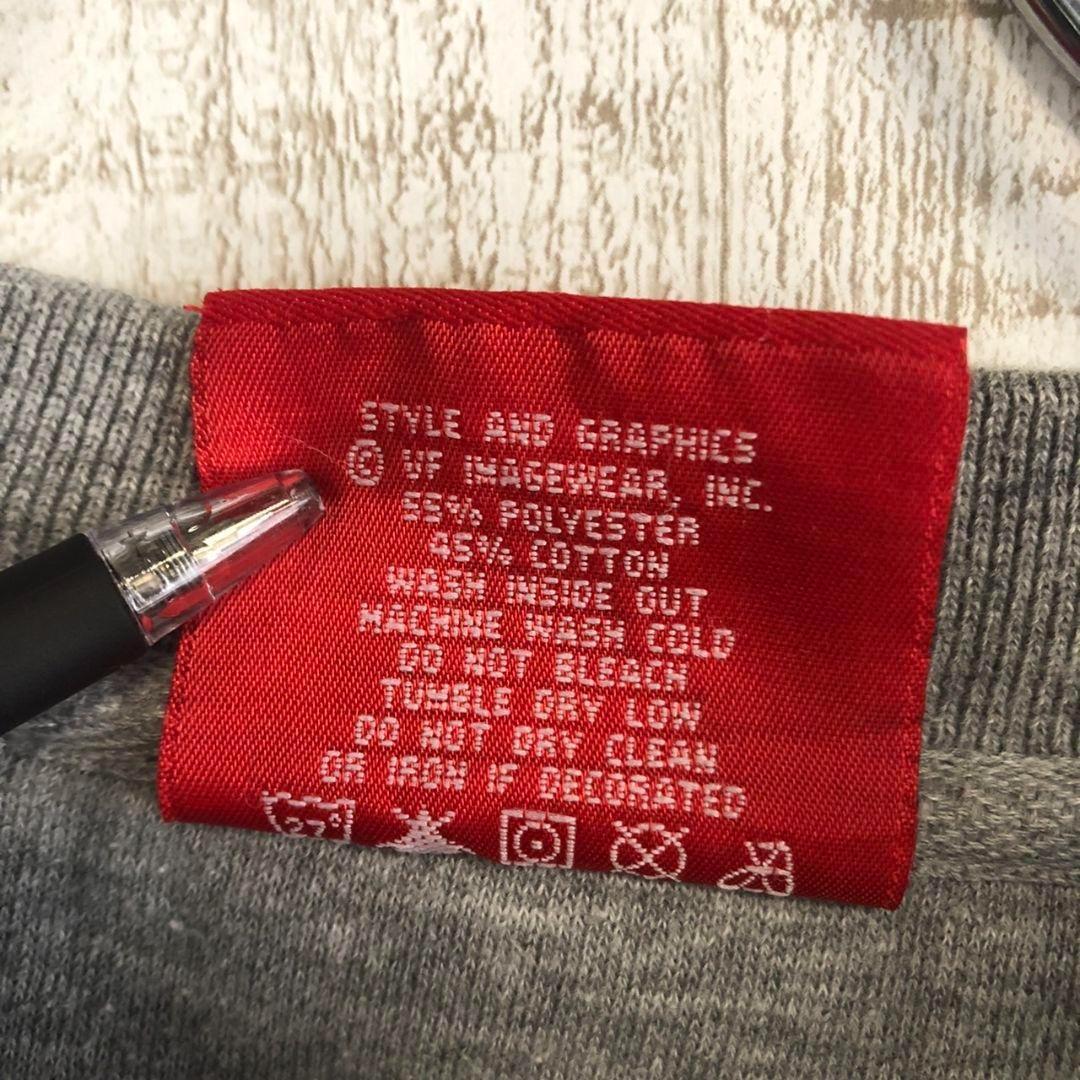 STYLE AND GRAPHICS
© VF IMAGEWEAR, INC.
55% POLYESTER
45% COTTON
WASH INSIDE OUT
MACHINE WASH COLD
DO NOT BLEACH
TUMBLE DRY LOW
DO NOT DRY CLEAN
OR IRON IF DECORATED